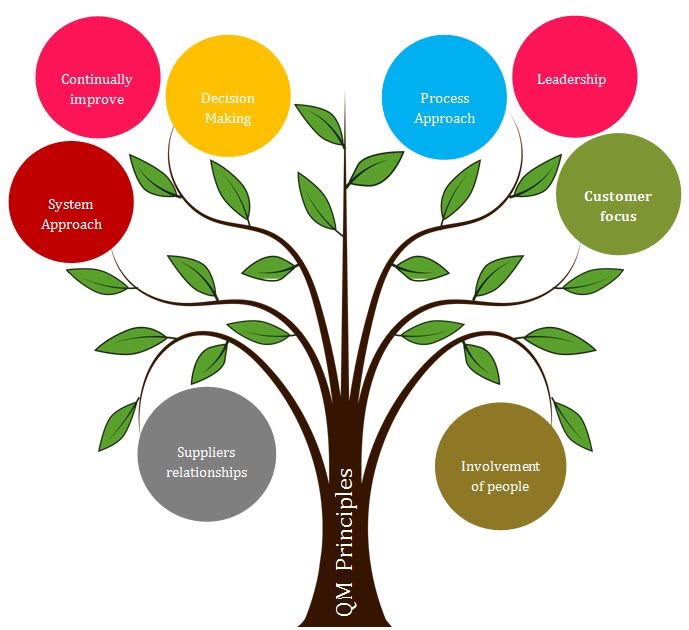 Continually
improve
Decision
Making
Process
Approach
Leadership
System
Approach
Customer
focus
Suppliers
relationships
Involvement
of people
QM Principles